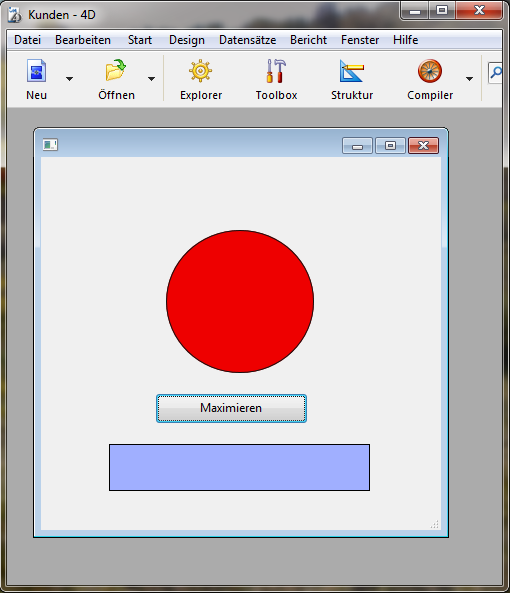 Kunden - 4D
Datei Bearbeiten Start Design Datensätze Bericht Fenster Hilfe
Neu Öffnen Explorer Toolbox Struktur Compiler
Maximieren